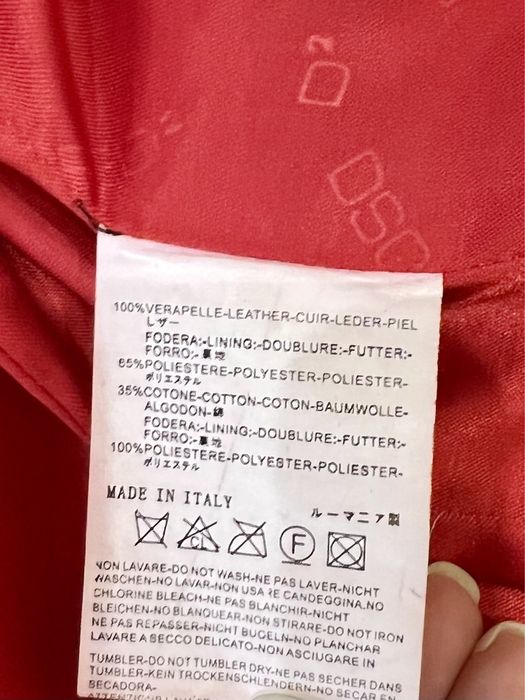 D
DSQ
100%VERAPELLE-LEATHER-CUIR-LEDER-PIEL
レザー
FODERA:-LINING:-DOUBLURE:-FUTTER:-
FORRO:-裏地
65%POLIESTERE-POLYESTER-POLIESTER-
ポリエステル
35%COTONE-COTTON-COTON-BAUMWOLLE-
ALGODON-綿
FODERA:-LINING:-DOUBLURE:-FUTTER:-
FORRO:-裏地
100%POLIESTERE-POLYESTER-POLIESTER-
ポリエステル
MADE IN ITALY
ルーマニア製
CL F
NON LAVARE-DO NOT WASH-NE PAS LAVER-NICHT
WASCHEN-NO LAVAR-NON USARE CANDEGGINA.NO
CHLORINE BLEACH-NE PAS BLANCHIR-NICHT
BLEICHEN-NO BLANQUEAR-NON STIRARE-DO NOT IRON
NE PAS REPASSER-NICHT BUGELN-NO PLANCHAR
LAVARE A SECCO DELICATO-NON ASCIUGARE IN
TUMBLER-DO NOT TUMBLER DRY-NE PAS SECHER DANS
TUMBLER-KEIN TROCKENSCHLENDERN-NO SECAR EN
SECADORA-